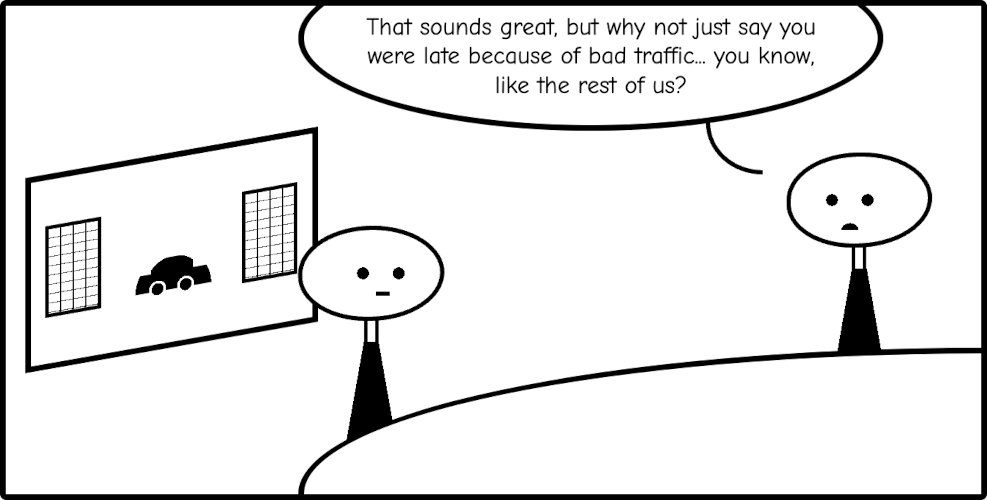 That sounds great, but why not just say you
were late because of bad traffic... you know,
like the rest of us?